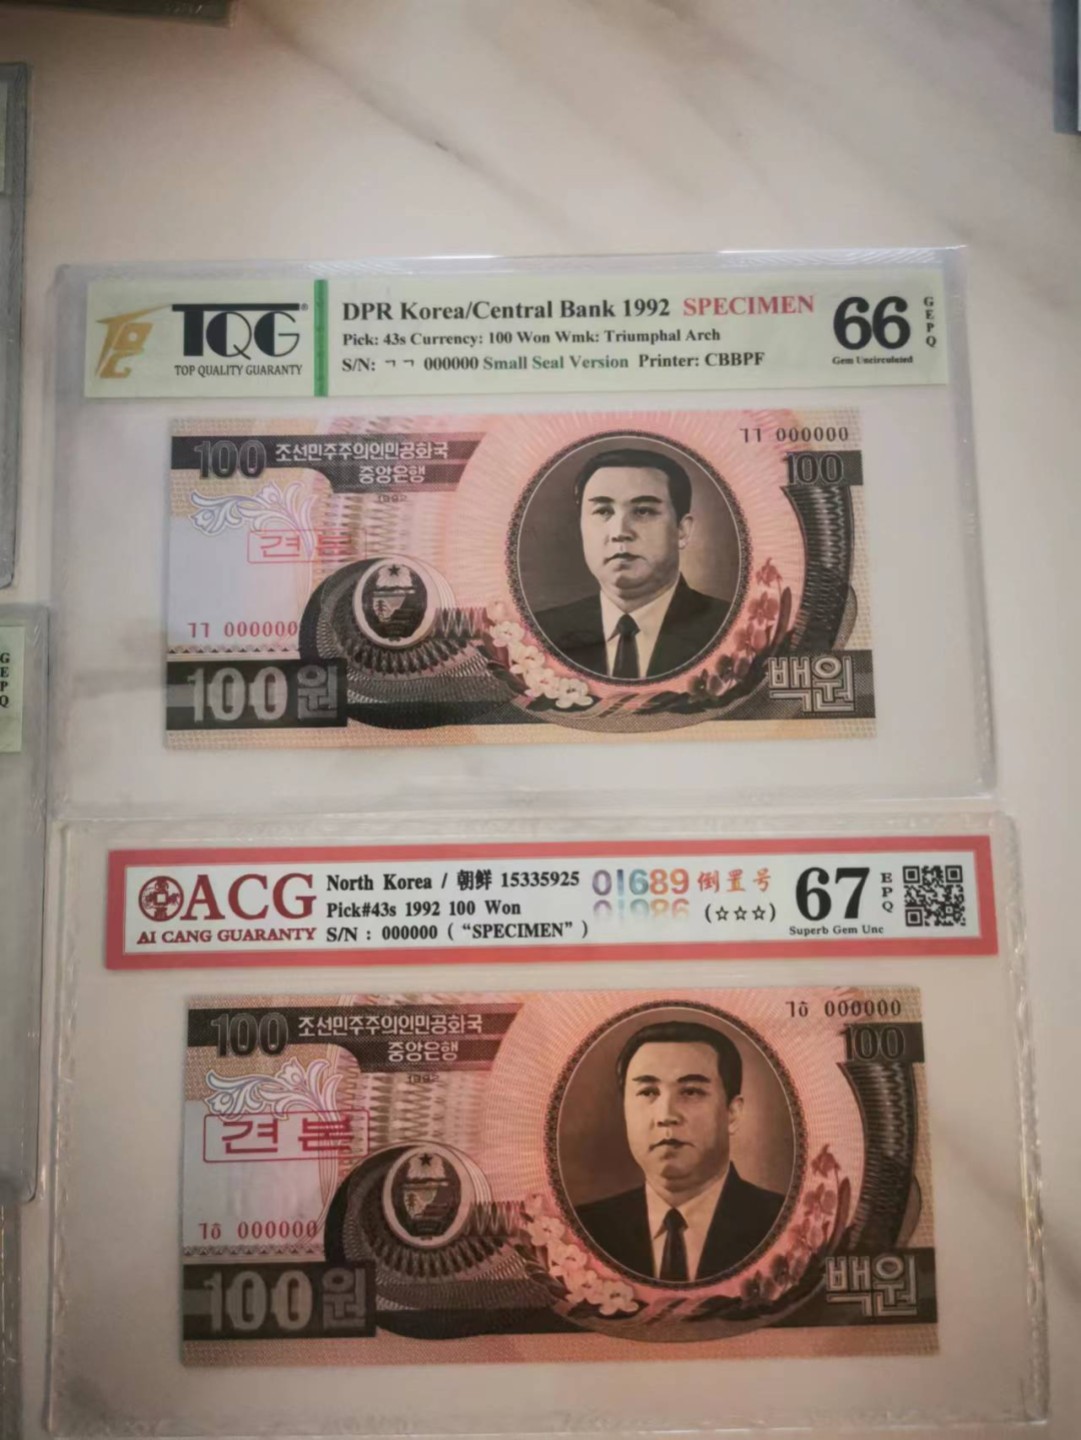 TQG
TOP QUALITY GUARANTY
DPR Korea/Central Bank 1992 SPECIMEN
Pick: 43s Currency: 100 Won Wmk: Triumphal Arch
S/N: ㄱㄱ 000000 Small Seal Version Printer: CBBPF
66
Gem Uncirculated
GEPQ
ㄱㄱ 000000
100 조선민주주의인민공화국
중앙은행
1992
100
견본
ㄱㄱ 000000
100원
백원
GEPQ
ACG
AI CANG GUARANTY
North Korea / 朝鲜 15335925
Pick#43s 1992 100 Won
S/N : 000000 ( “SPECIMEN” )
01689 倒置号
01986 (☆☆☆)
67
Superb Gem Unc
EPQ
ㄱㅎ 000000
100 조선민주주의인민공화국
중앙은행
1992
100
견본
ㄱㅎ 000000
100원
백원